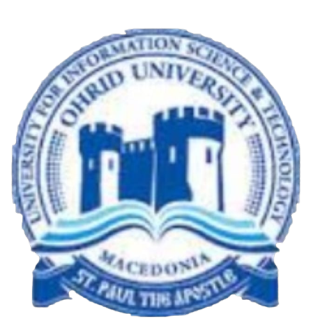 UNIVERSITY FOR INFORMATION SCIENCE & TECHNOLOGY
OHRID UNIVERSITY
MACEDONIA
ST. PAUL THE APOSTLE